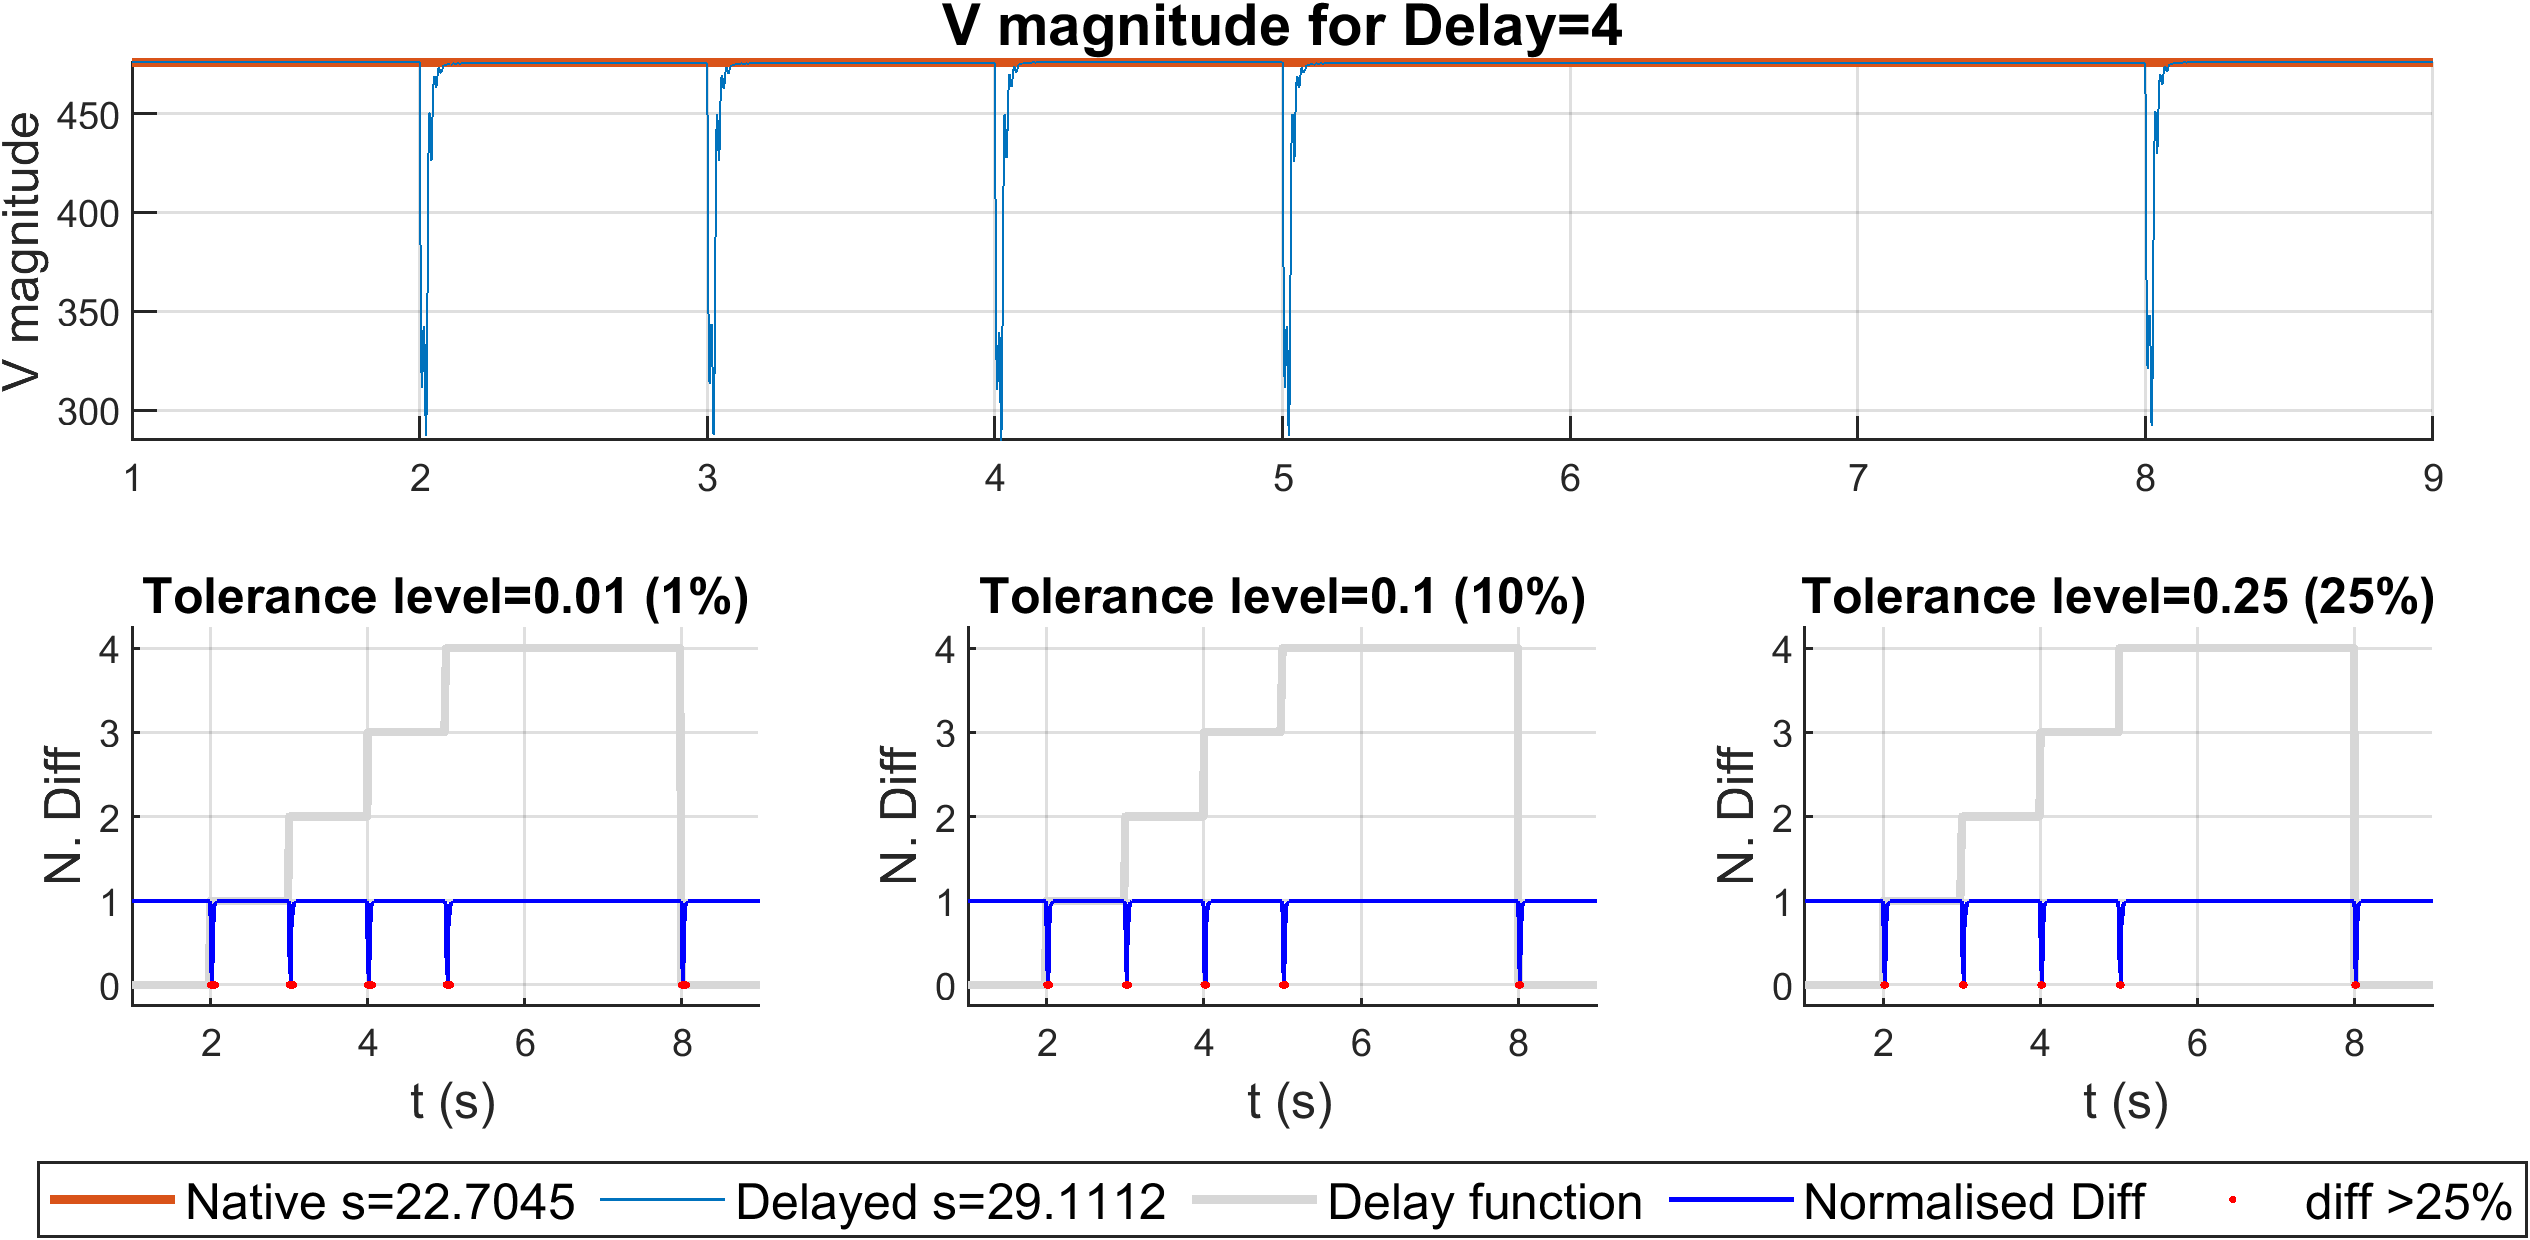 V magnitude for Delay=4
V magnitude
450
400
350
300
1 2 3 4 5 6 7 8 9
Tolerance level=0.01 (1%)
N. Diff
4
3
2
1
0
2 4 6 8
t (s)
Tolerance level=0.1 (10%)
N. Diff
4
3
2
1
0
2 4 6 8
t (s)
Tolerance level=0.25 (25%)
N. Diff
4
3
2
1
0
2 4 6 8
t (s)
Native s=22.7045 Delayed s=29.1112 Delay function Normalised Diff diff >25%